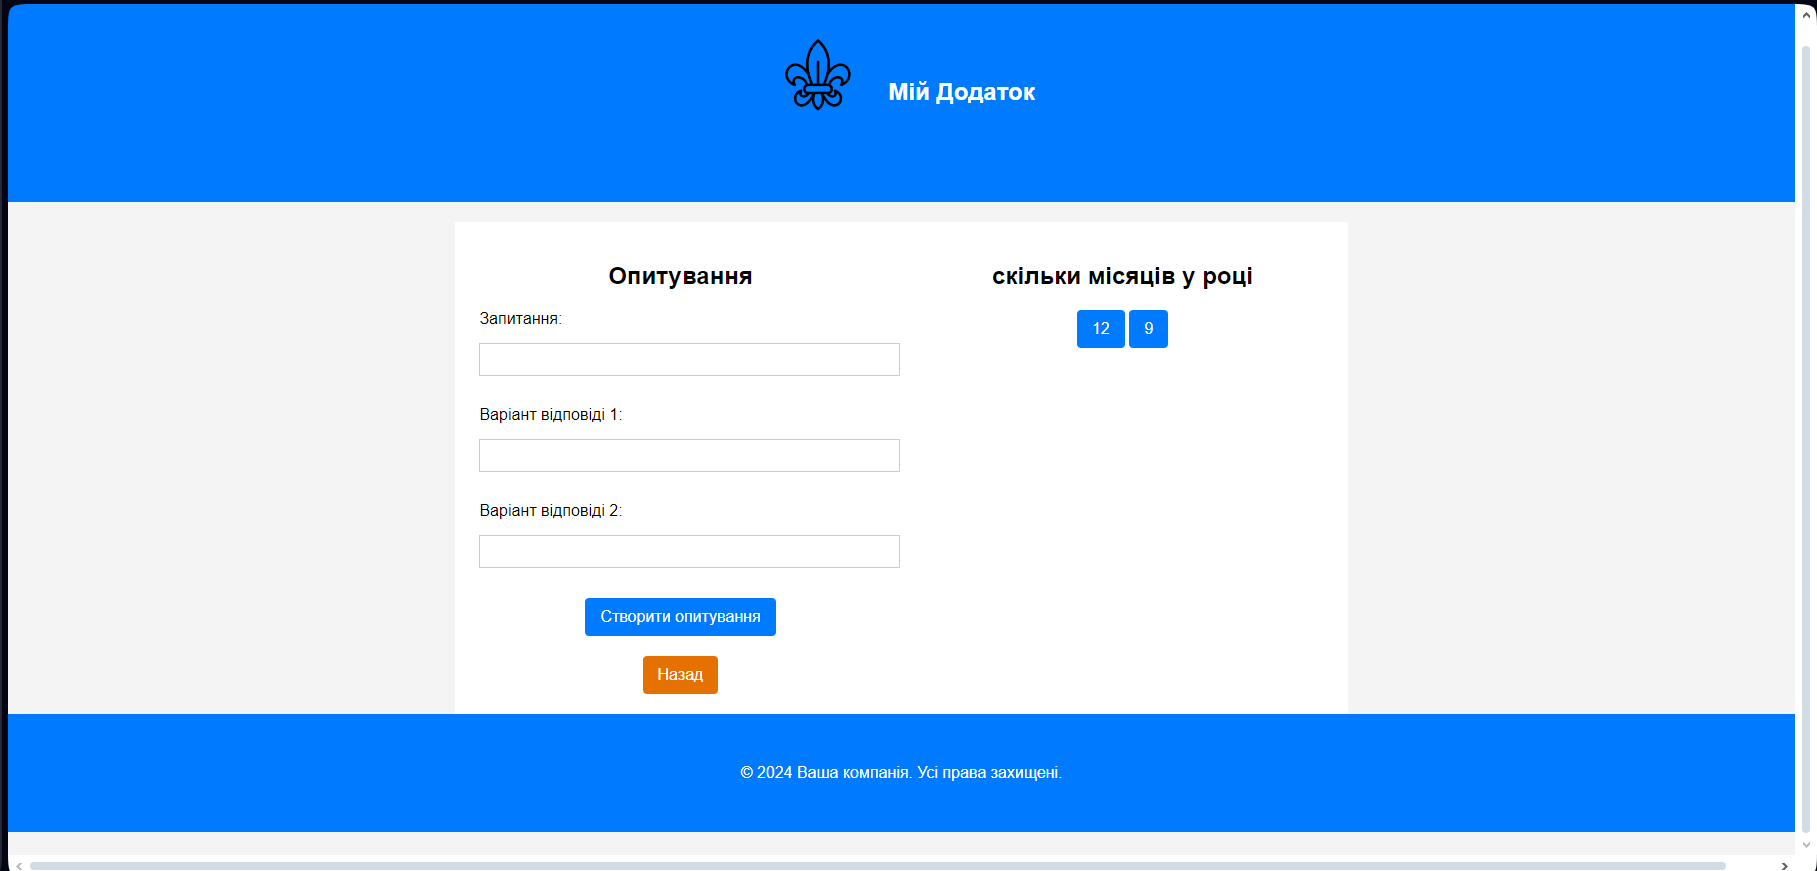 Мій Додаток
Опитування
Запитання:
Варіант відповіді 1:
Варіант відповіді 2:
Створити опитування
Назад
скільки місяців у році
12 9
© 2024 Ваша компанія. Усі права захищені.